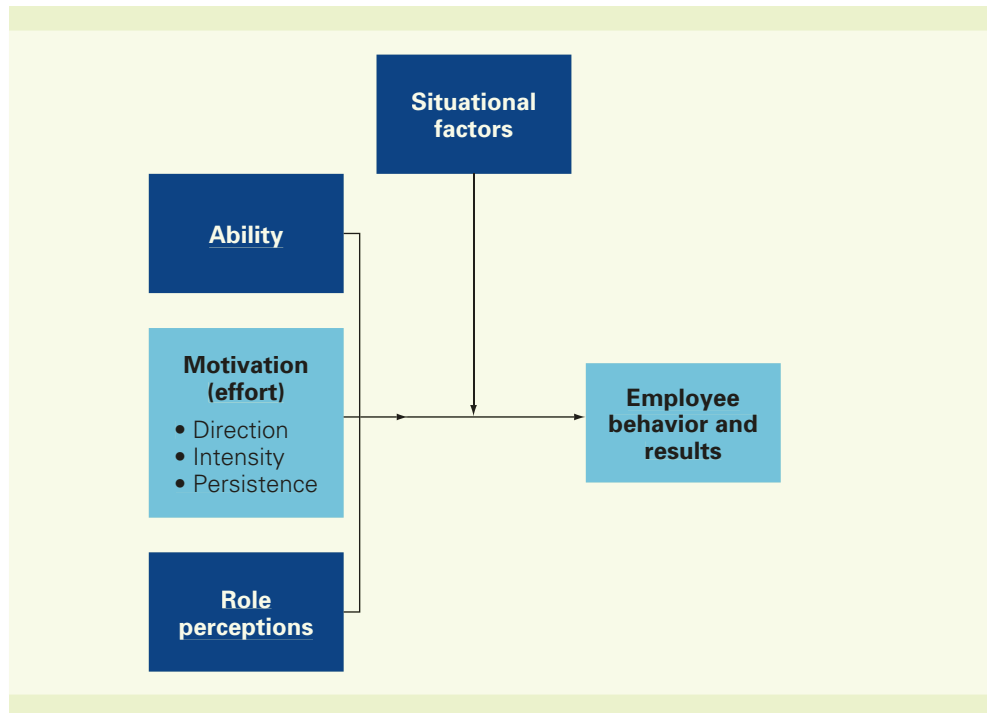 Situational
factors
Ability
Motivation
(effort)
• Direction
• Intensity
• Persistence
Employee
behavior and
results
Role
perceptions